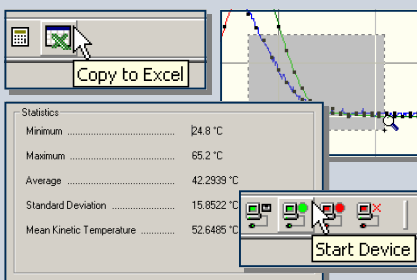 Copy to Excel
Statistics
Minimum .......................... 24.8 °C
Maximum .......................... 65.2 °C
Average .......................... 42.2939 °C
Standard Deviation .................. 15.8522 °C
Mean Kinetic Temperature ........ 52.6485 °C
Start Device